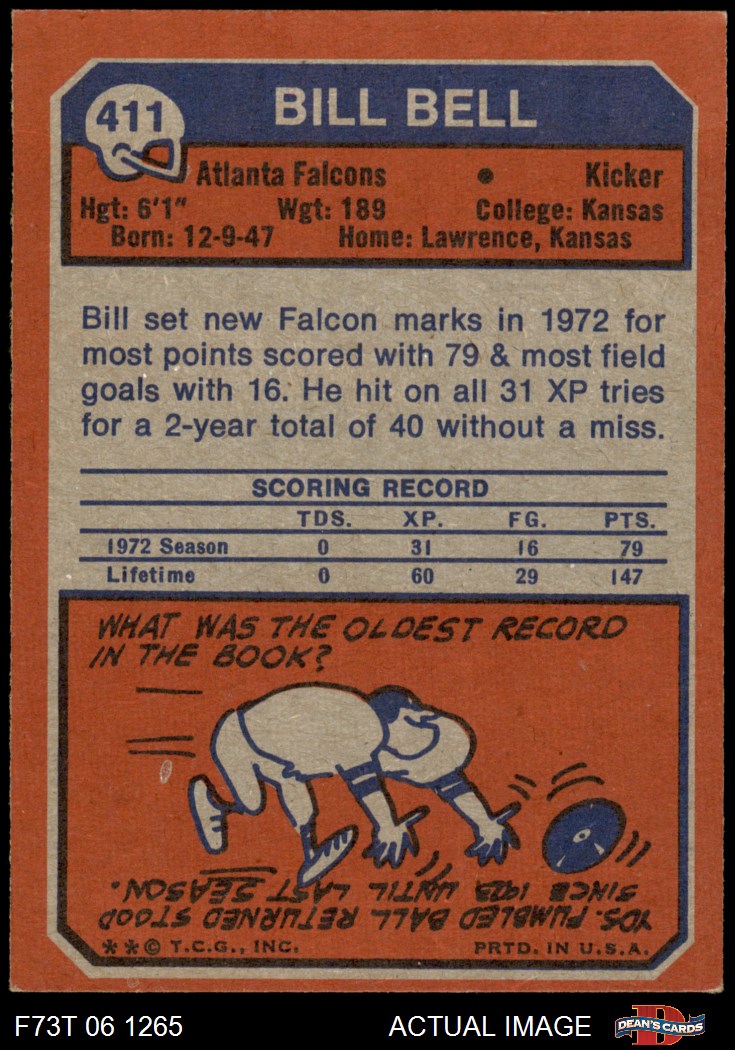 411
BILL BELL
Atlanta Falcons • Kicker
Hgt: 6'1" Wgt: 189 College: Kansas
Born: 12-9-47 Home: Lawrence, Kansas
Bill set new Falcon marks in 1972 for
most points scored with 79 & most field
goals with 16. He hit on all 31 XP tries
for a 2-year total of 40 without a miss.
SCORING RECORD
TDS. XP. FG. PTS.
1972 Season 0 31 16 79
Lifetime 0 60 29 147
WHAT WAS THE OLDEST RECORD
IN THE BOOK?
YDS. FUMBLED BALL RETURNED STOOD
SINCE 1923, UNTIL LAST SEASON.
**© T.C.G., INC. PRTD. IN U.S.A.
F73T 06 1265 ACTUAL IMAGE
D
DEAN'S CARDS